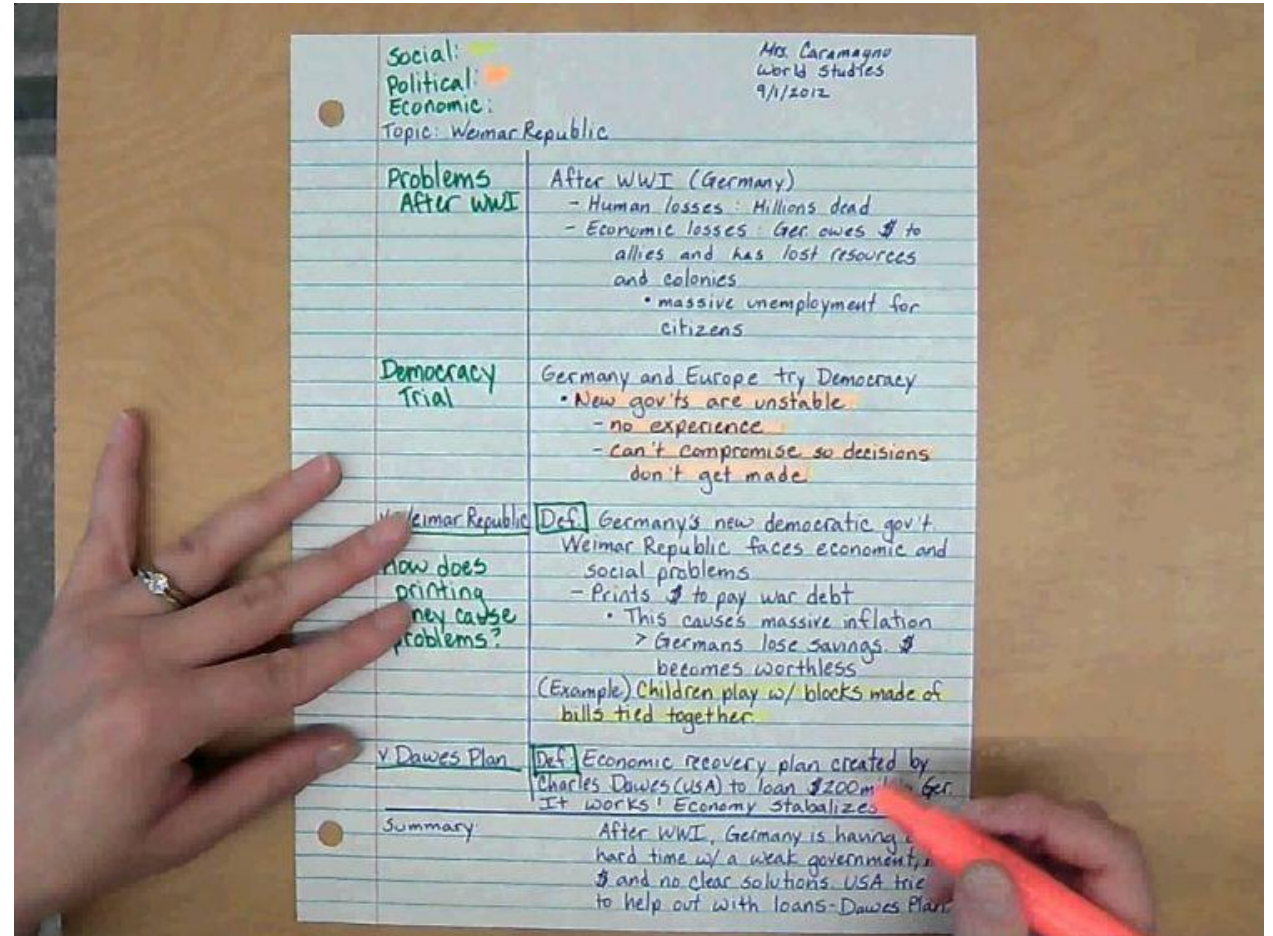 Social:
Political:
Economic:
Mrs. Caramagno
World Studies
9/1/2012
Topic: Weimar Republic
Problems
After WWI
After WWI (Germany)
- Human losses: Millions dead
- Economic losses: Ger. owes $ to
allies and has lost resources
and colonies
• massive unemployment for
citizens
Democracy
Trial
Germany and Europe try Democracy
• New gov'ts are unstable
- no experience
- can't compromise so decisions
don't get made
v Weimar Republic
Def. Germany's new democratic gov't.
How does
printing
problems?
cause
Weimar Republic faces economic and
social problems
- Prints $ to pay war debt
• This causes massive inflation
> Germans lose savings. $
becomes worthless
(Example) Children play w/ blocks made of
bills tied together.
v Dawes Plan
Def. Economic recovery plan created by
Charles Dawes (USA) to loan $200 Ger.
It works! Economy stabalizes
Summary:
After WWI, Germany is having
hard time w/ a weak government,
$ and no clear solutions. USA
to help out with loans-Dawes Plan.